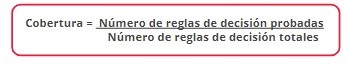 Cobertura = Número de reglas de decisión probadas
Número de reglas de decisión totales